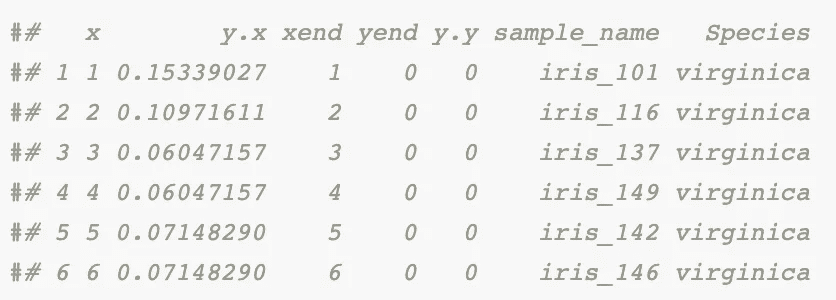 ##   x        y.x xend yend y.y sample_name   Species
## 1 1 0.15339027    1    0   0    iris_101 virginica
## 2 2 0.10971611    2    0   0    iris_116 virginica
## 3 3 0.06047157    3    0   0    iris_137 virginica
## 4 4 0.06047157    4    0   0    iris_149 virginica
## 5 5 0.07148290    5    0   0    iris_142 virginica
## 6 6 0.07148290    6    0   0    iris_146 virginica